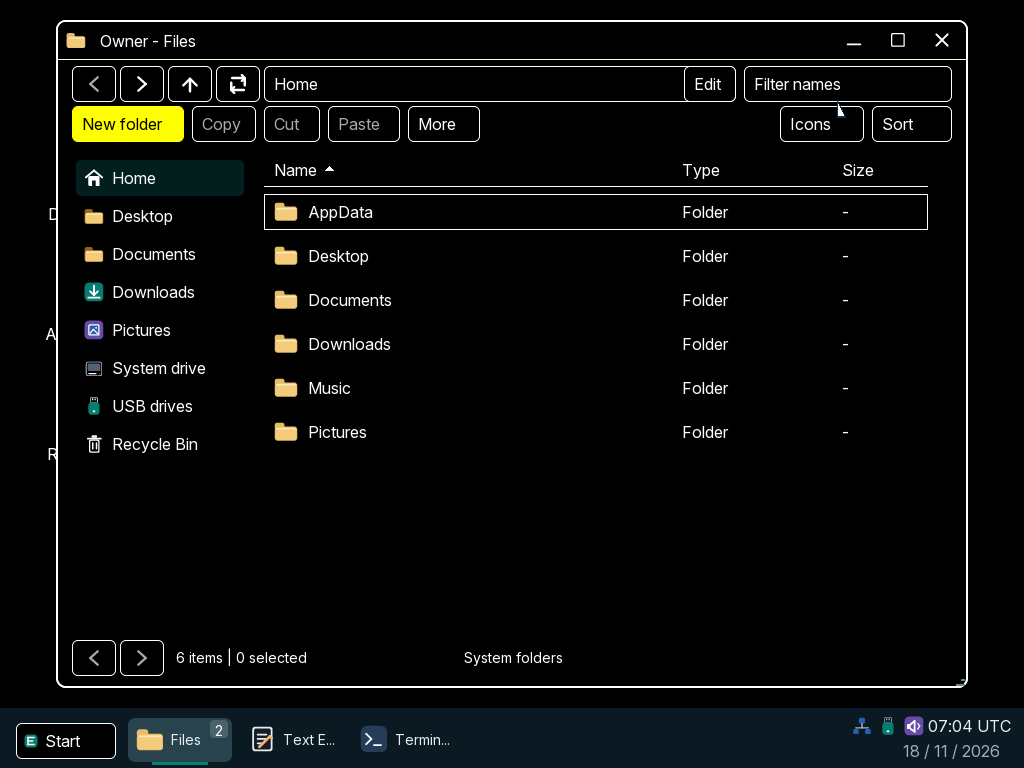 Owner - Files
Home
Edit
Filter names
New folder
Copy
Cut
Paste
More
Icons
Sort
Home
Desktop
Documents
Downloads
Pictures
System drive
USB drives
Recycle Bin
Name Type Size
AppData Folder -
Desktop Folder -
Documents Folder -
Downloads Folder -
Music Folder -
Pictures Folder -
6 items | 0 selected
System folders
Start
Files 2
Text E...
Termin...
07:04 UTC
18 / 11 / 2026